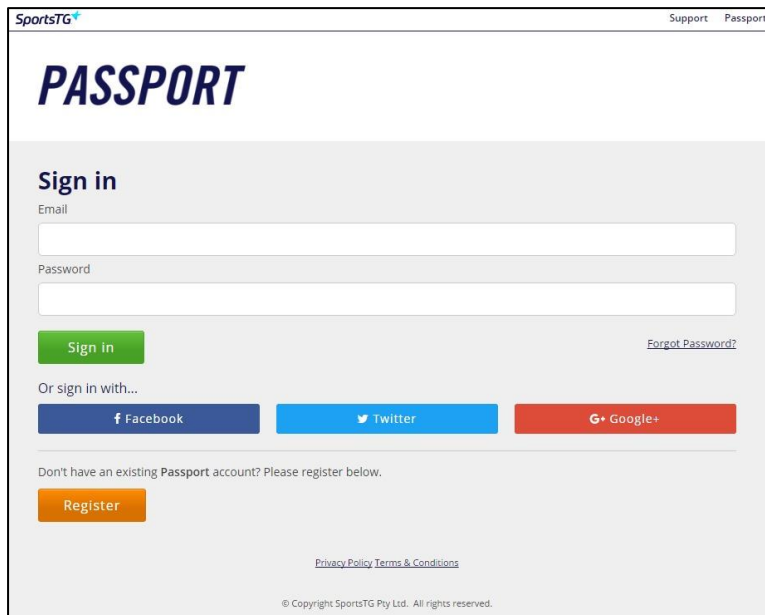 SportsTG
Support Passport
PASSPORT
Sign in
Email
Password
Sign in
Forgot Password?
Or sign in with...
Facebook
Twitter
G+ Google+
Don't have an existing Passport account? Please register below.
Register
Privacy Policy Terms & Conditions
© Copyright SportsTG Pty Ltd. All rights reserved.